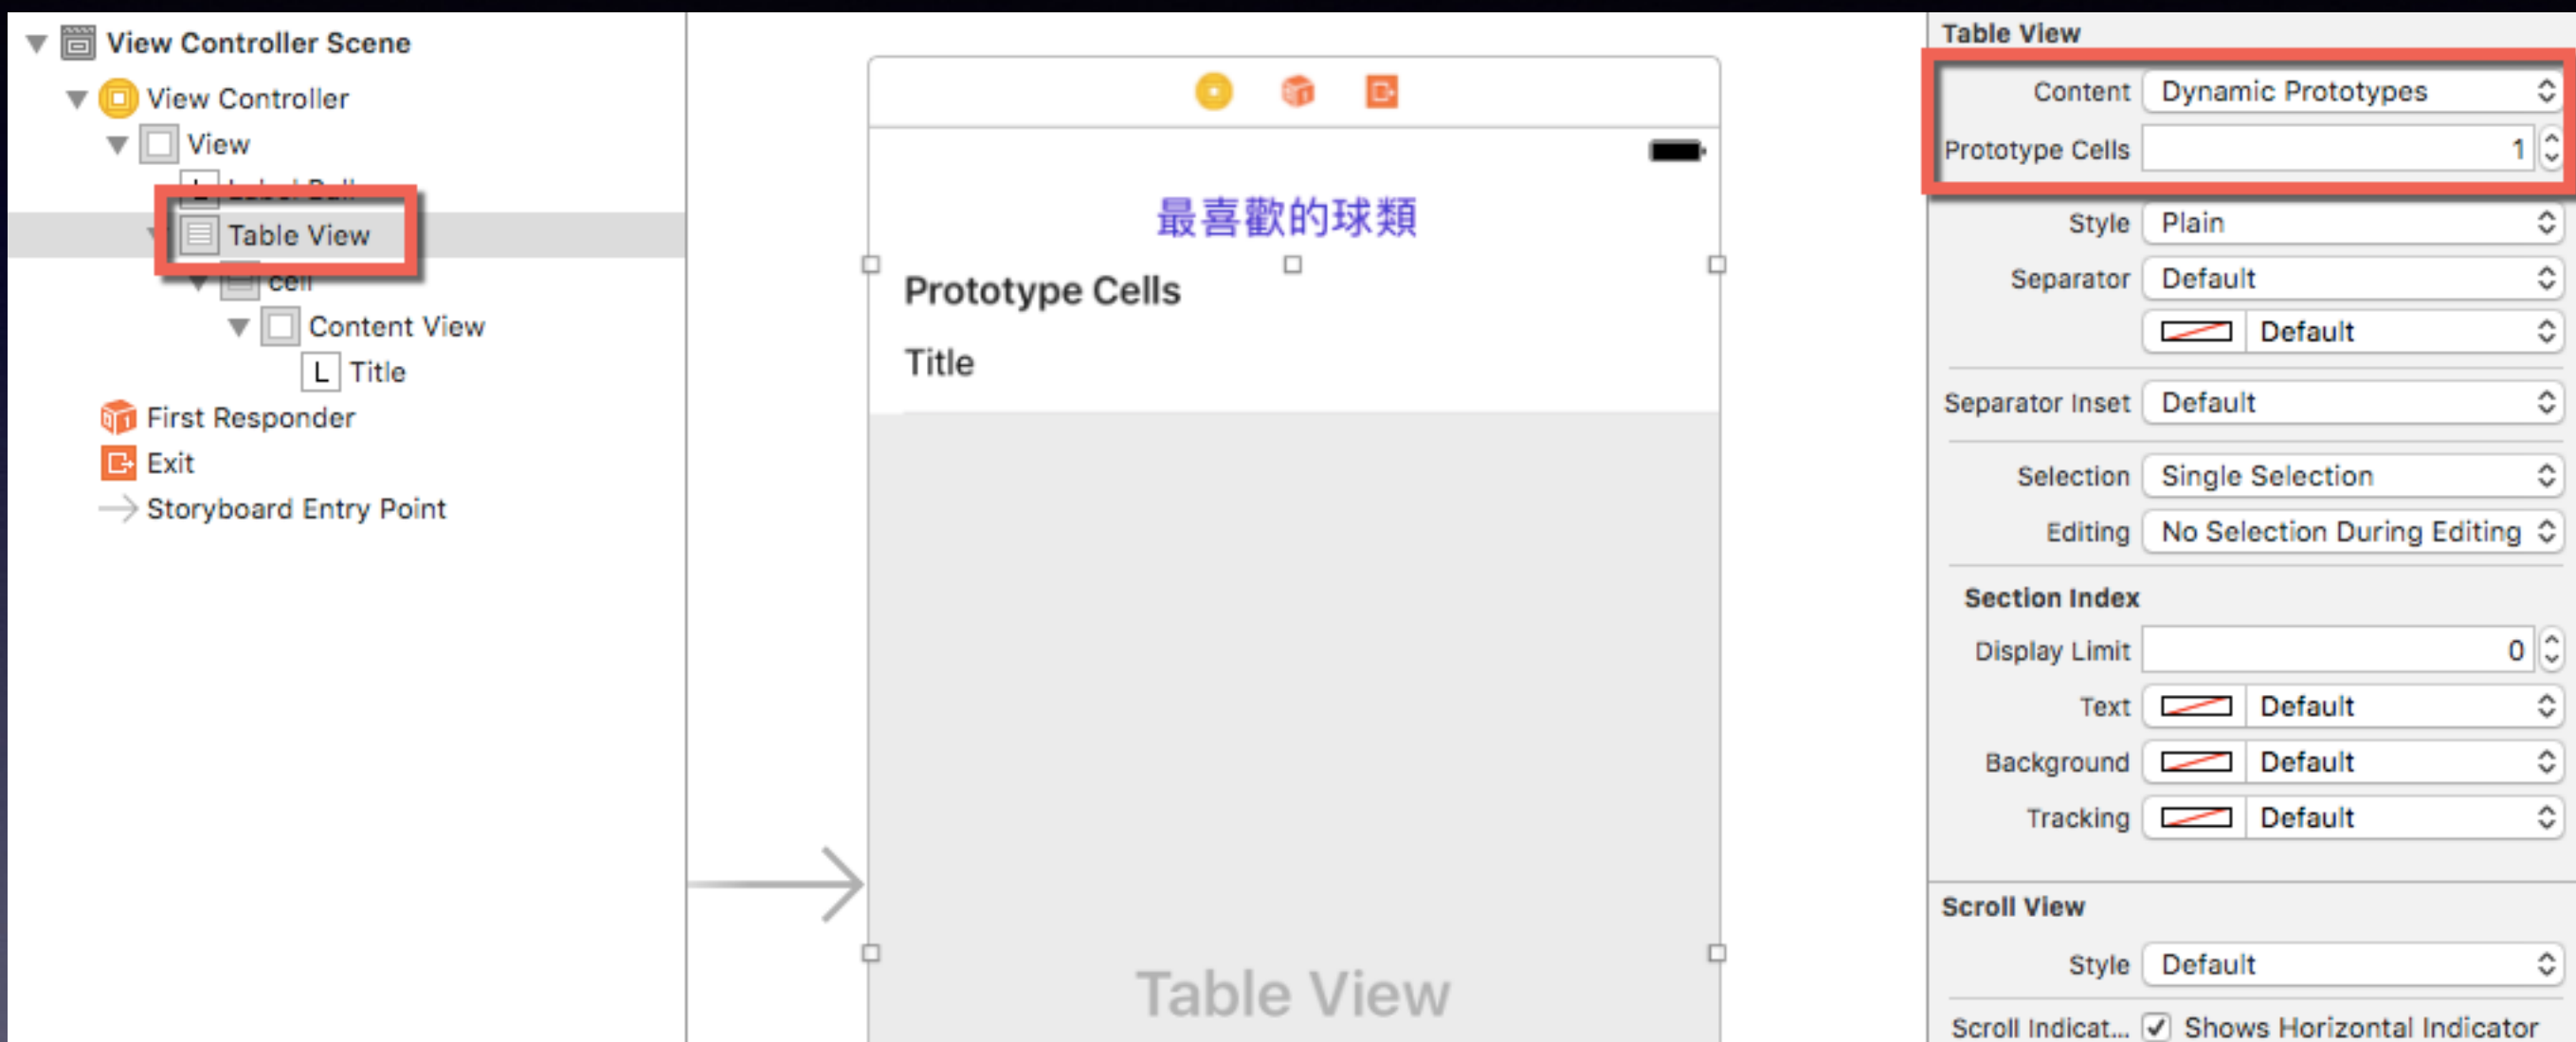 View Controller Scene
View Controller
View
Table View
cell
Content View
L Title
First Responder
Exit
Storyboard Entry Point
最喜歡的球類
Prototype Cells
Title
Table View
Table View
Content Dynamic Prototypes
Prototype Cells 1
Style Plain
Separator Default
Default
Separator Inset Default
Selection Single Selection
Editing No Selection During Editing
Section Index
Display Limit 0
Text Default
Background Default
Tracking Default
Scroll View
Style Default
Scroll Indicat... Shows Horizontal Indicator